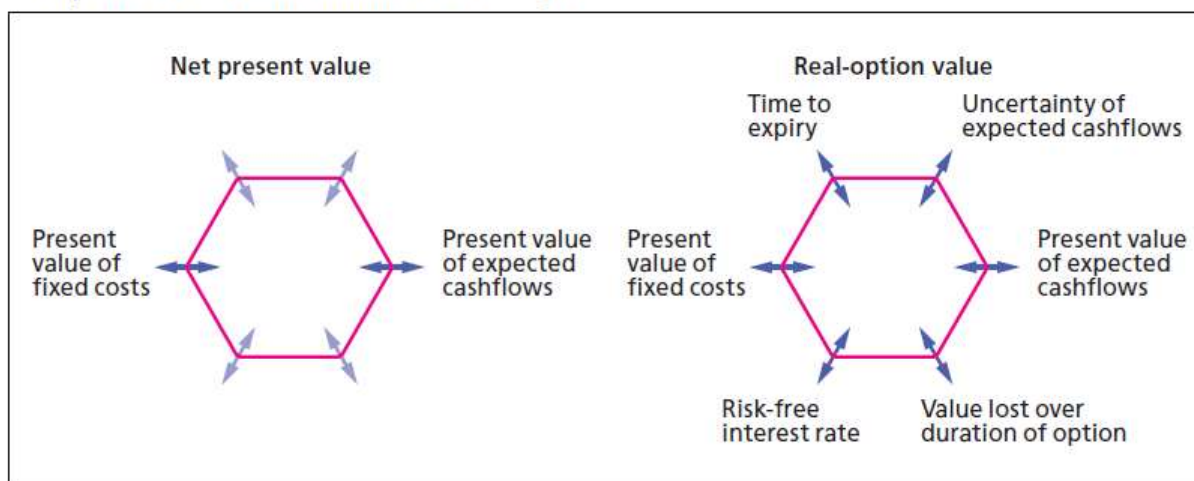 Net present value
Present
value of
fixed costs
Present value
of expected
cashflows
Real-option value
Time to
expiry
Uncertainty of
expected cashflows
Present
value of
fixed costs
Present value
of expected
cashflows
Risk-free
interest rate
Value lost over
duration of option